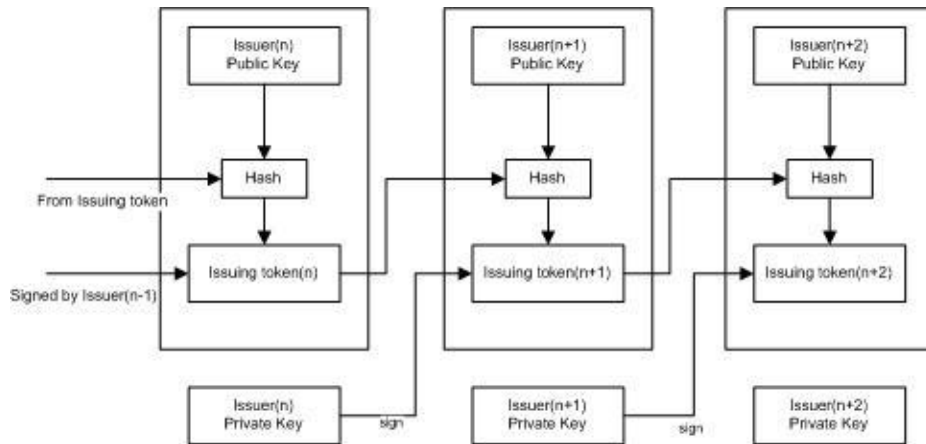 Issuer(n)
Public Key
Issuer(n+1)
Public Key
Issuer(n+2)
Public Key
Hash
Hash
Hash
From Issuing token
Issuing token(n)
Issuing token(n+1)
Issuing token(n+2)
Signed by Issuer(n-1)
Issuer(n)
Private Key
sign
Issuer(n+1)
Private Key
sign
Issuer(n+2)
Private Key